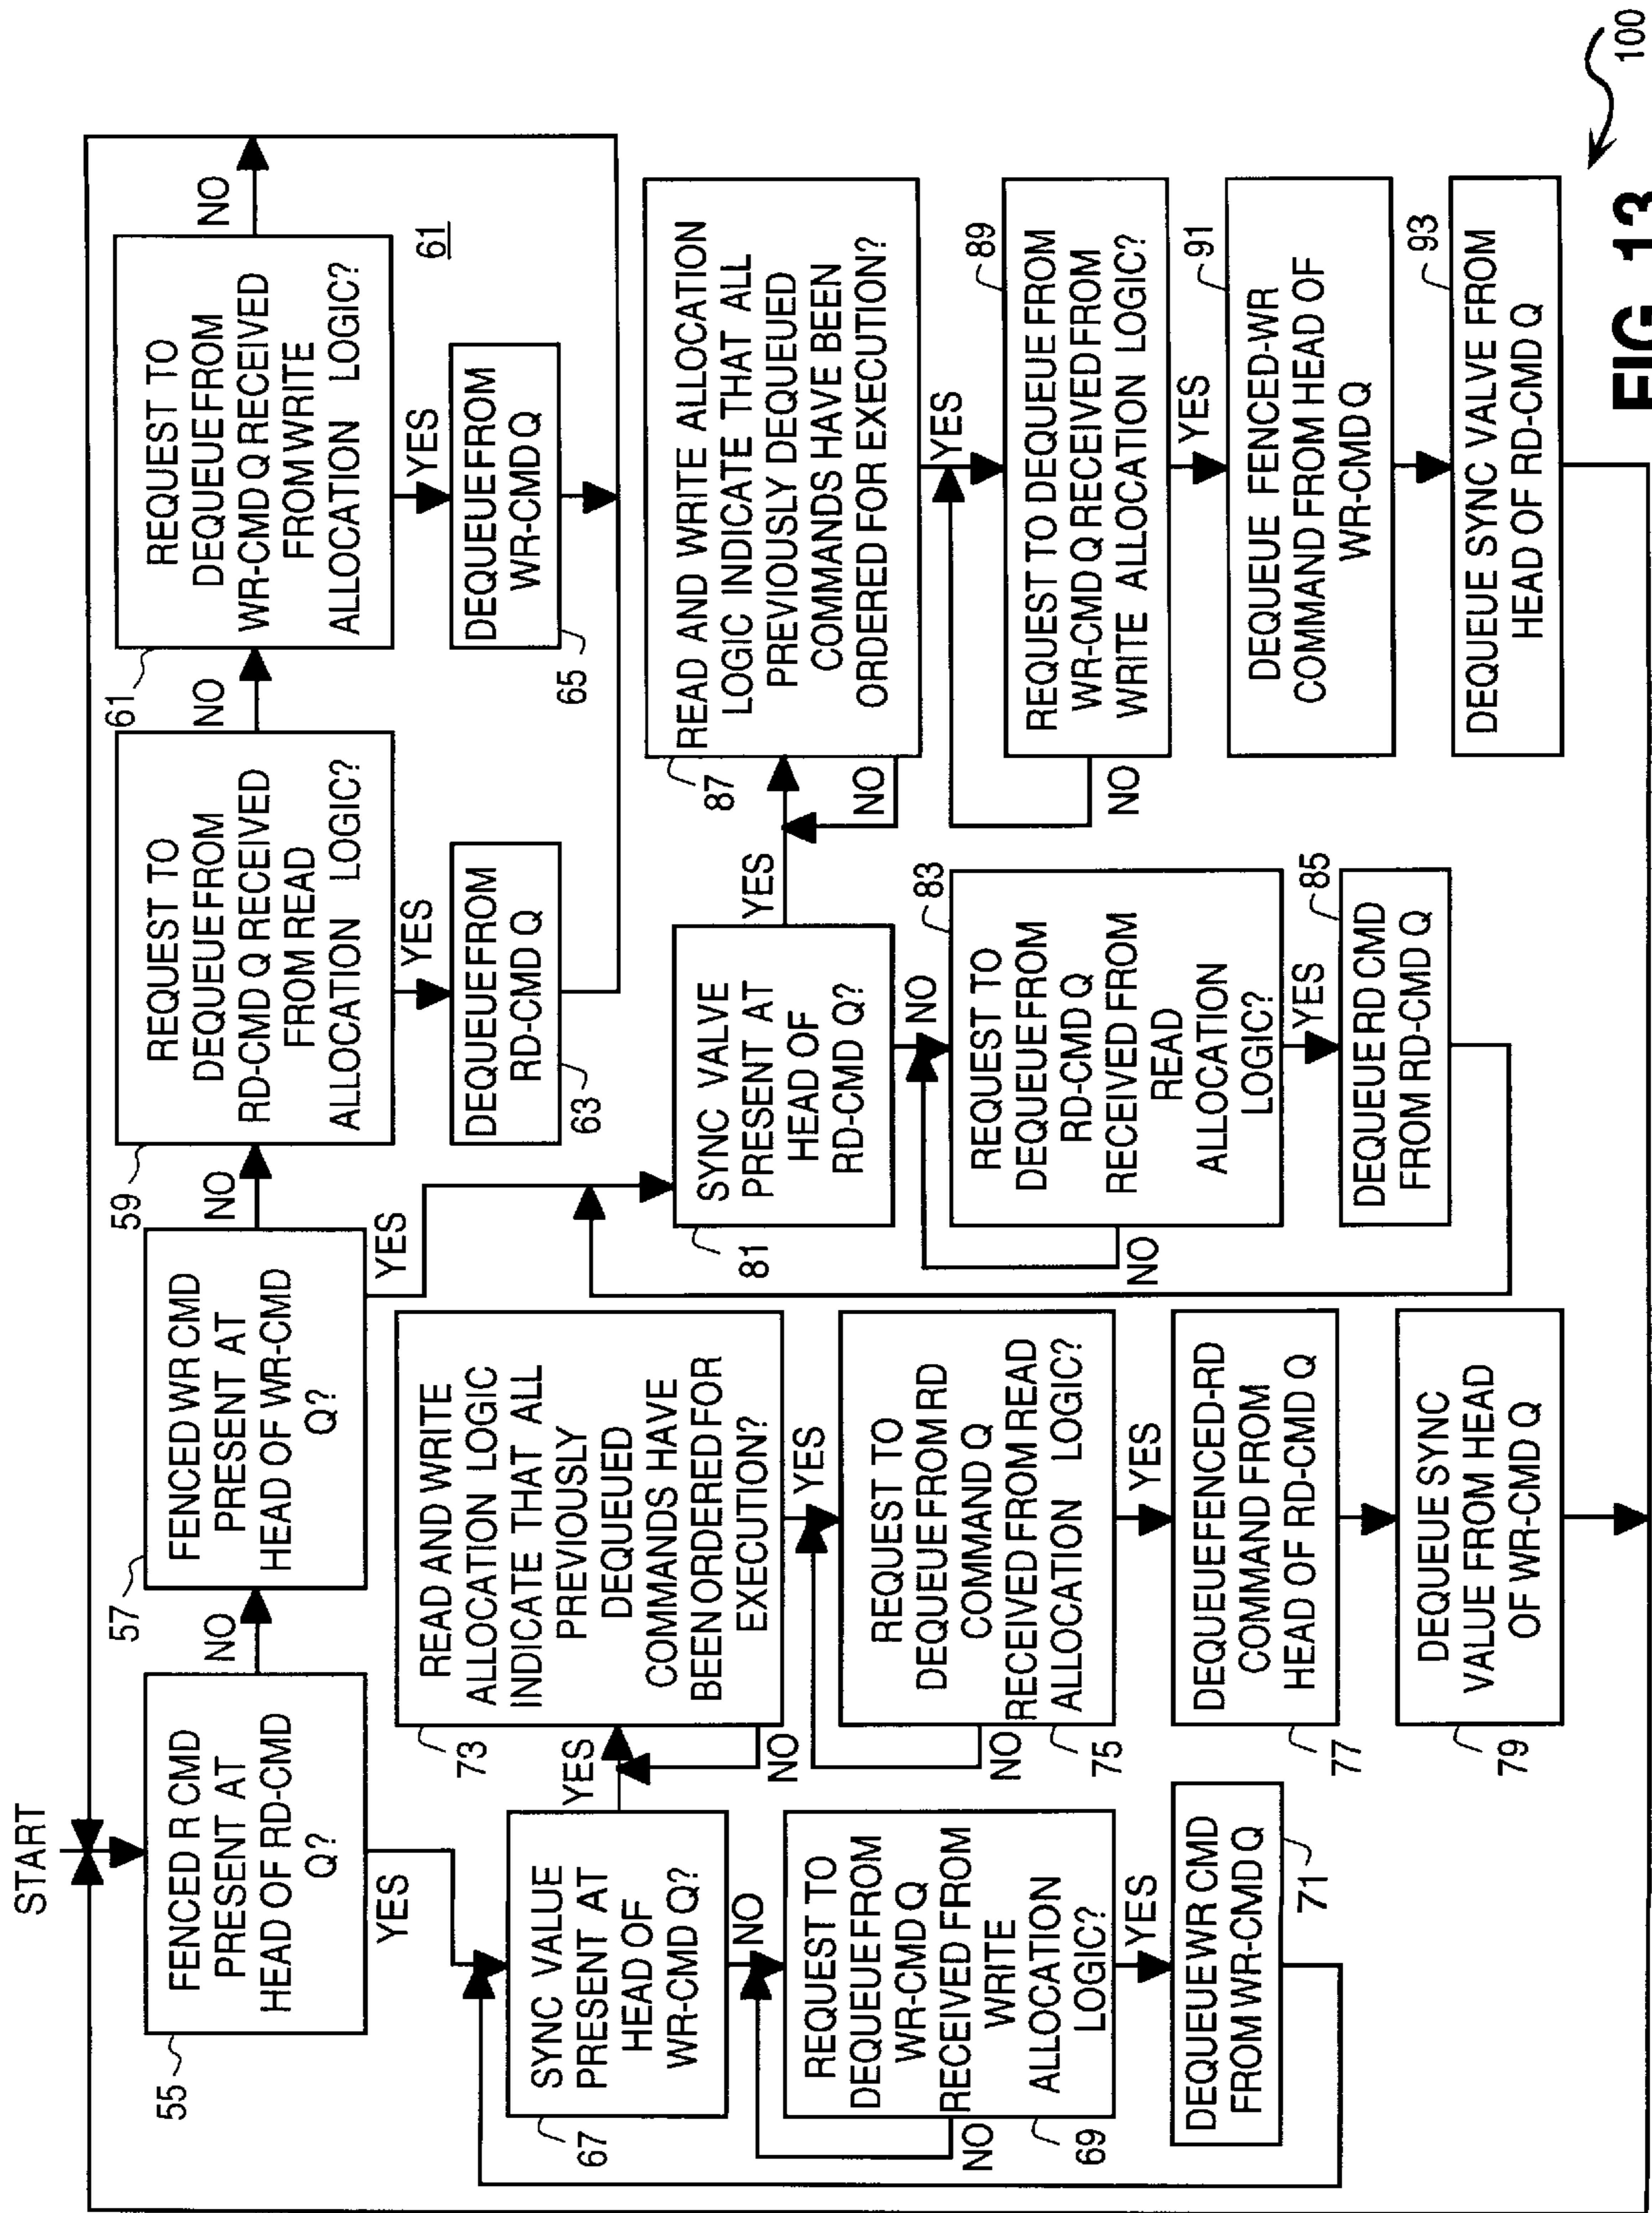 START
55
FENCED R CMD
PRESENT AT
HEAD OF RD-CMD
Q?
NO
YES
57
FENCED WR CMD
PRESENT AT
HEAD OF WR-CMD
Q?
NO
YES
59
REQUEST TO
DEQUEUE FROM
RD-CMD Q RECEIVED
FROM READ
ALLOCATION LOGIC?
NO
YES
61
REQUEST TO
DEQUEUE FROM
WR-CMD Q RECEIVED
FROM WRITE
ALLOCATION LOGIC?
NO
YES
61
DEQUEUE FROM
RD-CMD Q
63
DEQUEUE FROM
WR-CMD Q
65
67
SYNC VALUE
PRESENT AT
HEAD OF
WR-CMD Q?
YES
NO
REQUEST TO
DEQUEUE FROM
WR-CMD Q
RECEIVED FROM
WRITE
ALLOCATION
LOGIC?
NO
69
YES
DEQUEUE WR CMD
FROM WR-CMD Q
71
73
READ AND WRITE
ALLOCATION LOGIC
INDICATE THAT ALL
PREVIOUSLY
DEQUEUED
COMMANDS HAVE
BEEN ORDERED FOR
EXECUTION?
NO
YES
REQUEST TO
DEQUEUE FROM RD
COMMAND Q
RECEIVED FROM READ
ALLOCATION LOGIC?
NO
75
YES
DEQUEUE FENCED-RD
COMMAND FROM
HEAD OF RD-CMD Q
77
DEQUEUE SYNC
VALUE FROM HEAD
OF WR-CMD Q
79
SYNC VALVE
PRESENT AT
HEAD OF
RD-CMD Q?
81
YES
NO
83
REQUEST TO
DEQUEUE FROM
RD-CMD Q
RECEIVED FROM
READ
ALLOCATION
LOGIC?
NO
YES
85
DEQUEUE RD CMD
FROM RD-CMD Q
READ AND WRITE ALLOCATION
LOGIC INDICATE THAT ALL
PREVIOUSLY DEQUEUED
COMMANDS HAVE BEEN
ORDERED FOR EXECUTION?
87
NO
YES
89
REQUEST TO DEQUEUE FROM
WR-CMD Q RECEIVED FROM
WRITE ALLOCATION LOGIC?
NO
YES
91
DEQUEUE FENCED-WR
COMMAND FROM HEAD OF
WR-CMD Q
93
DEQUEUE SYNC VALVE FROM
HEAD OF RD-CMD Q
100
FIG 13